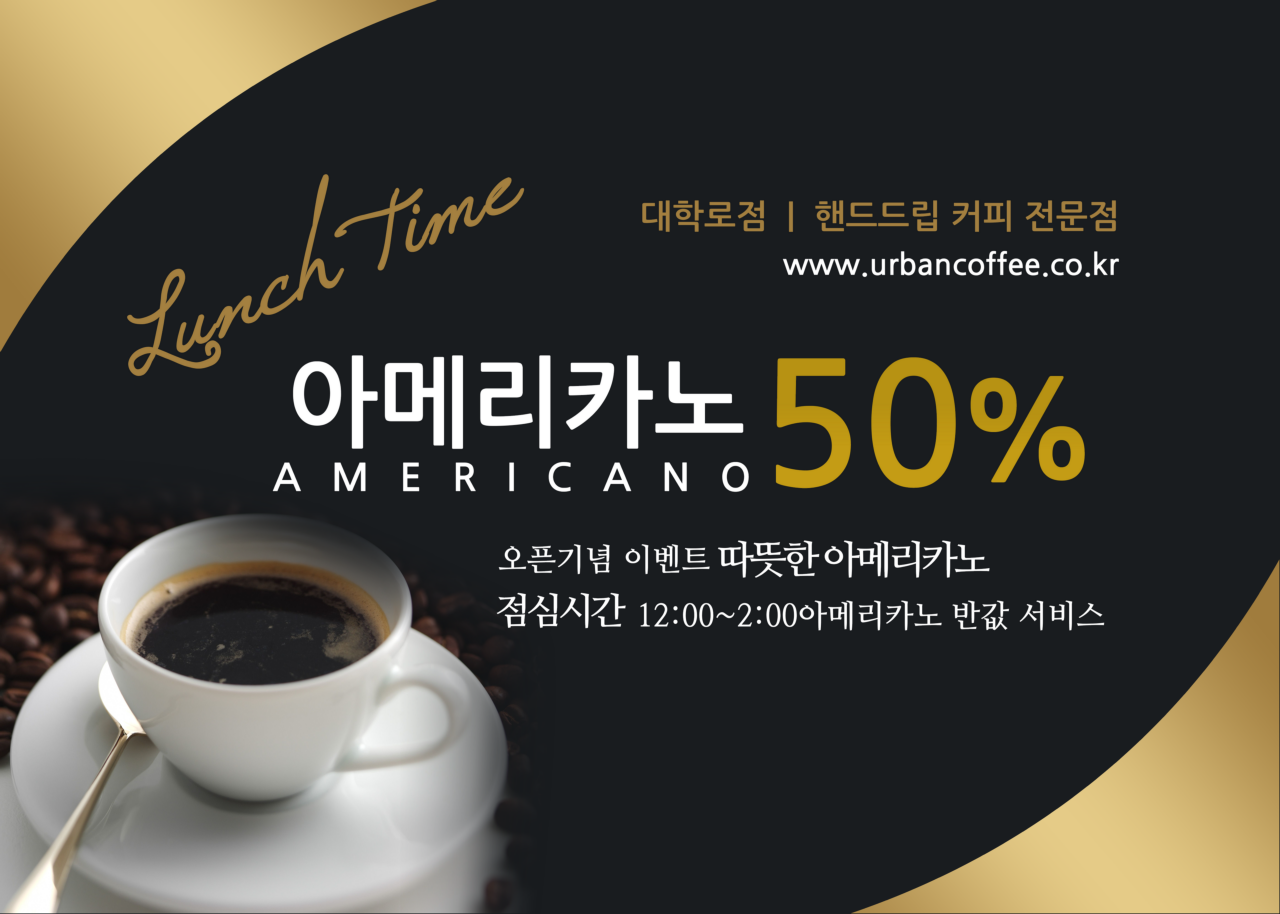 Lunch Time
대학로점 | 핸드드립 커피 전문점
www.urbancoffee.co.kr
아메리카노 50%
AMERICANO
오픈기념 이벤트 따뜻한 아메리카노
점심시간 12:00~2:00아메리카노 반값 서비스